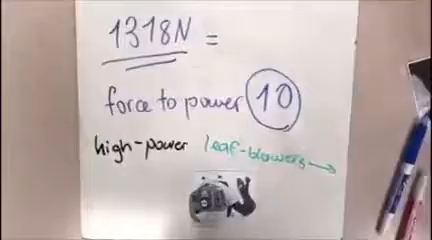 1318N =
force to power 10
high-power leaf-blowers →